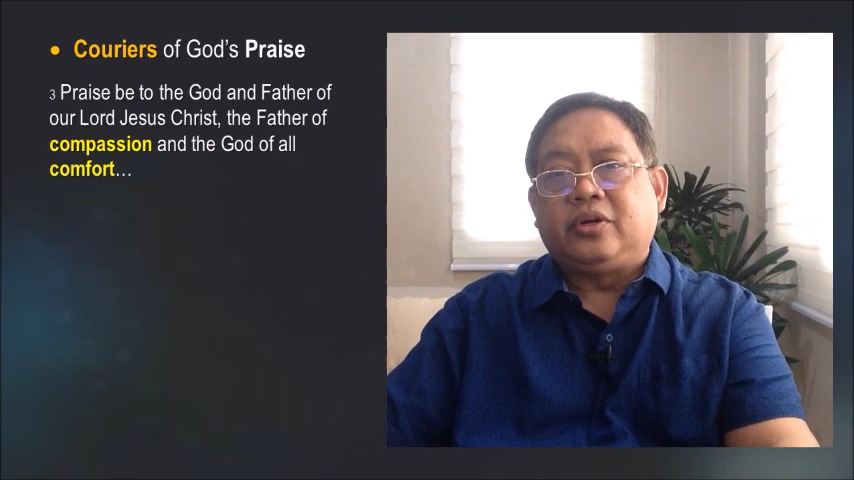 • Couriers of God's Praise
3 Praise be to the God and Father of
our Lord Jesus Christ, the Father of
compassion and the God of all
comfort…